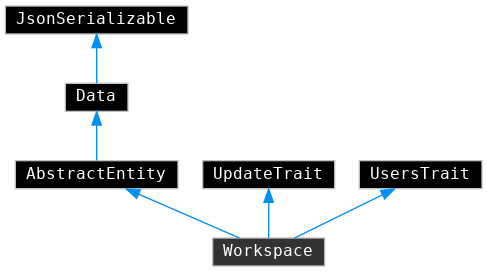 JsonSerializable
Data
AbstractEntity
UpdateTrait
UsersTrait
Workspace